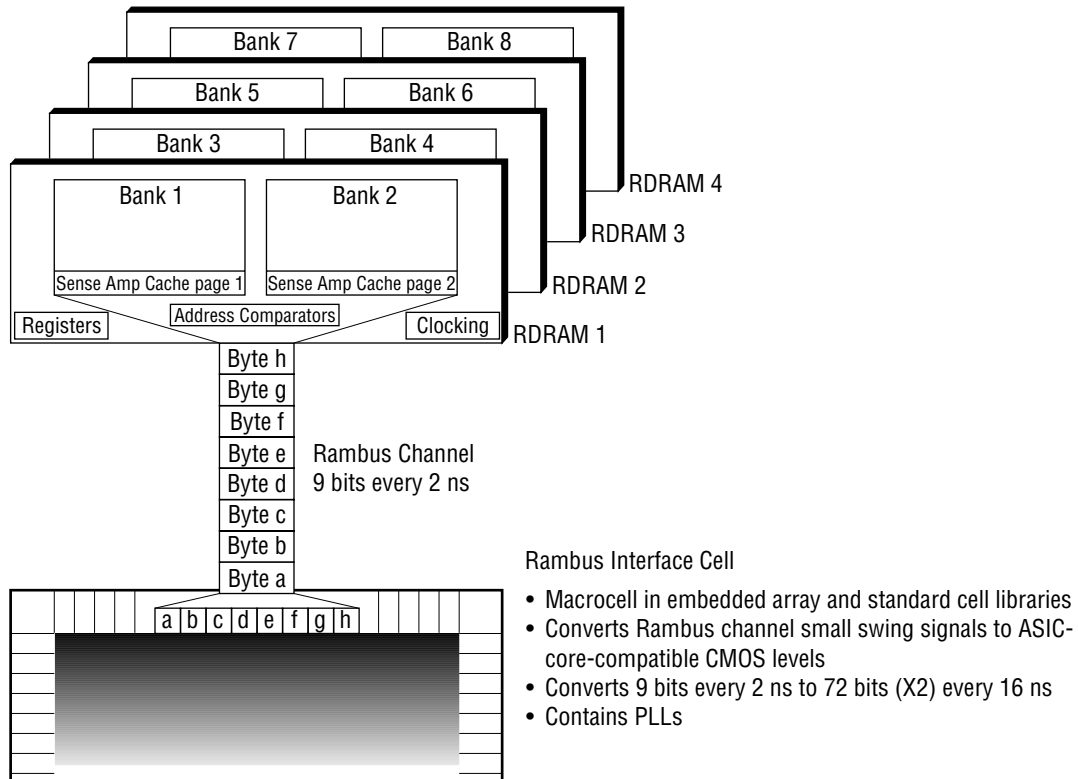 Bank 7
Bank 8
Bank 5
Bank 6
Bank 3
Bank 4
Bank 1
Bank 2
RDRAM 4
RDRAM 3
Sense Amp Cache page 1
Sense Amp Cache page 2
RDRAM 2
Registers
Address Comparators
Clocking
RDRAM 1
Byte h
Byte g
Byte f
Byte e
Byte d
Byte c
Byte b
Byte a
Rambus Channel
9 bits every 2 ns
a b c d e f g h
Rambus Interface Cell
• Macrocell in embedded array and standard cell libraries
• Converts Rambus channel small swing signals to ASIC-
core-compatible CMOS levels
• Converts 9 bits every 2 ns to 72 bits (X2) every 16 ns
• Contains PLLs